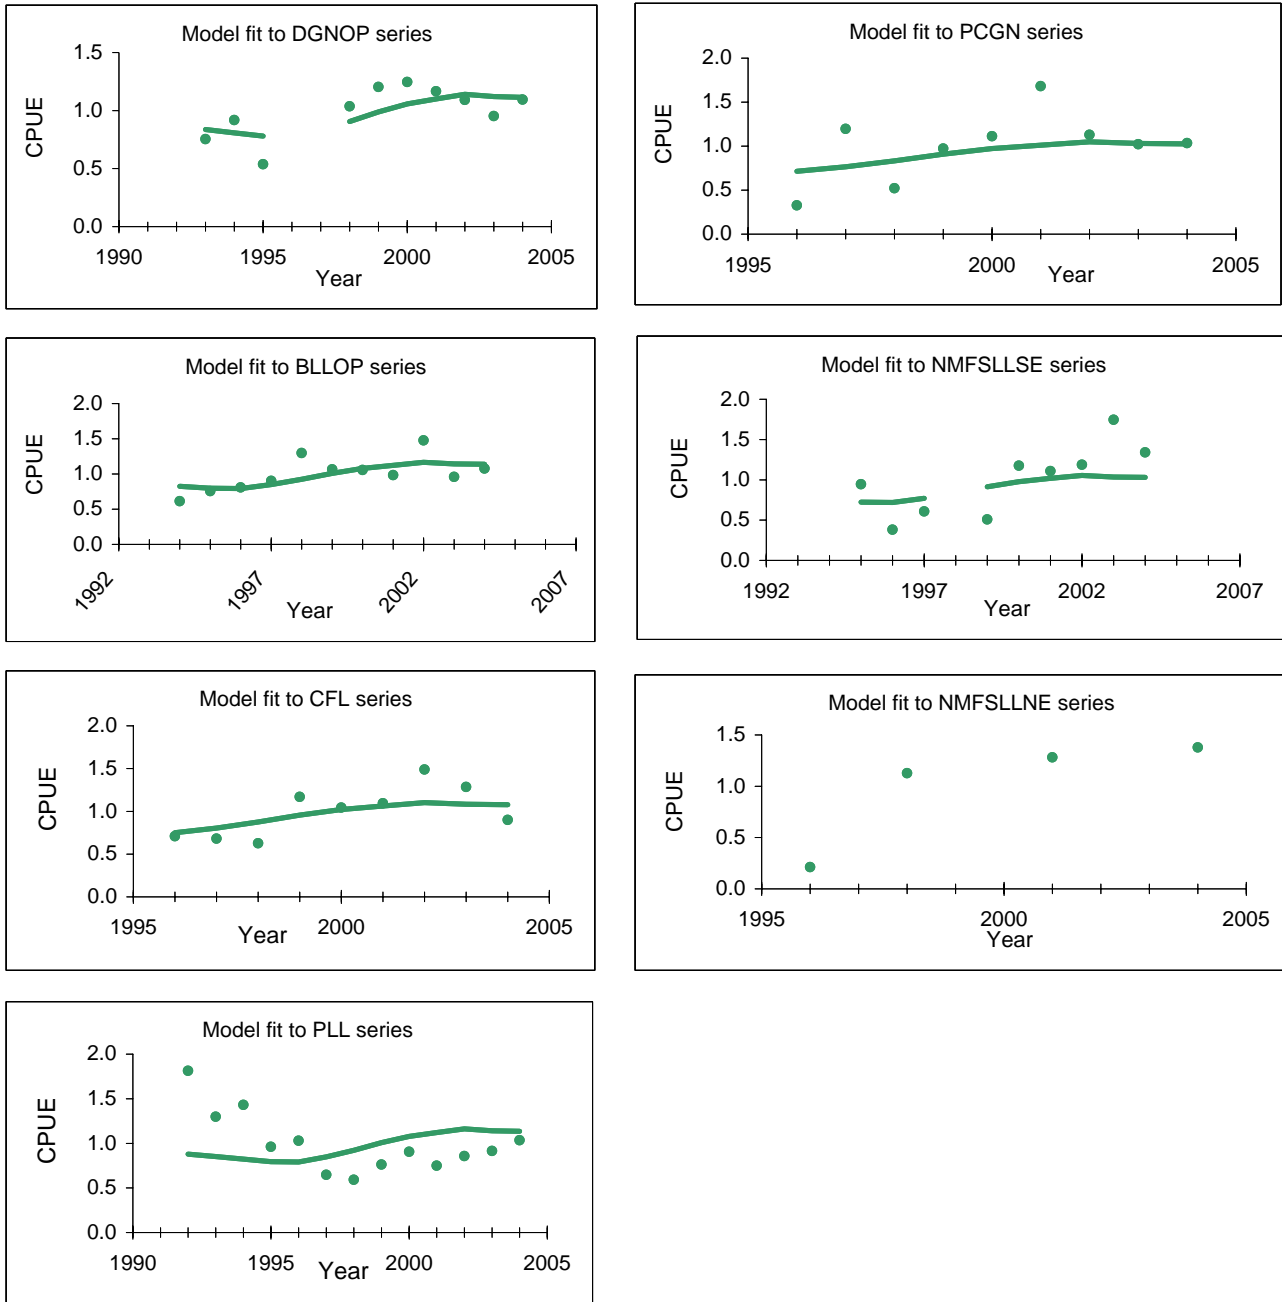 Model fit to DGNOP series
CPUE
1.5
1.0
0.5
0.0
1990 1995 2000 2005
Year
Model fit to PCGN series
CPUE
2.0
1.5
1.0
0.5
0.0
1995 2000 2005
Year
Model fit to BLLOP series
CPUE
2.0
1.5
1.0
0.5
0.0
1992 1997 2002 2007
Year
Model fit to NMFSLLSE series
CPUE
2.0
1.5
1.0
0.5
0.0
1992 1997 2002 2007
Year
Model fit to CFL series
CPUE
2.0
1.5
1.0
0.5
0.0
1995 2000 2005
Year
Model fit to NMFSLLNE series
CPUE
1.5
1.0
0.5
0.0
1995 2000 2005
Year
Model fit to PLL series
CPUE
2.0
1.5
1.0
0.5
0.0
1990 1995 2000 2005
Year